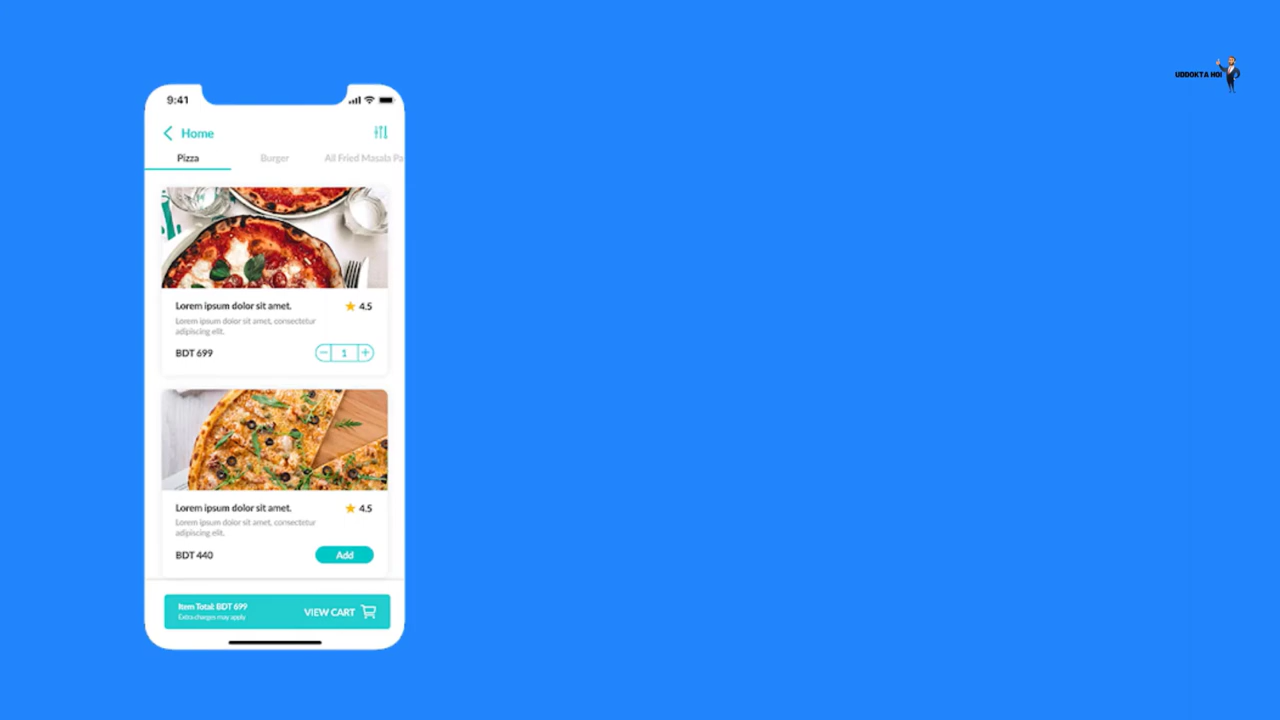 UDDOKTA HOI
9:41
Home
Pizza Burger All Fried Masala Pa
Lorem ipsum dolor sit amet. 4.5
Lorem ipsum dolor sit amet, consectetur
adipiscing elit.
BDT 699 1
Lorem ipsum dolor sit amet. 4.5
Lorem ipsum dolor sit amet, consectetur
adipiscing elit.
BDT 440 Add
Item Total: BDT 699
Extra charges may apply
VIEW CART